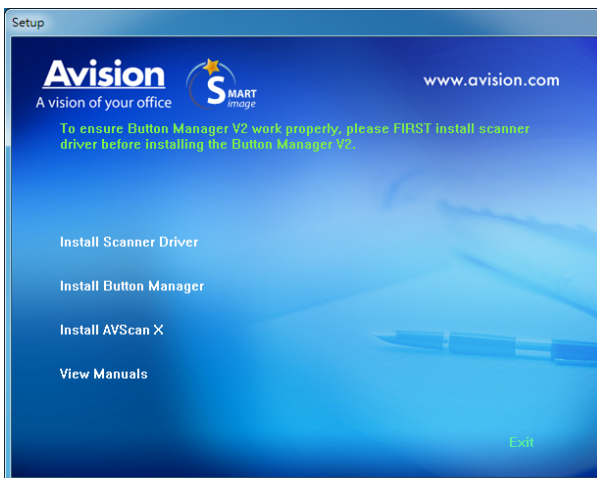 Setup
Avision
A vision of your office
SMART
image
www.avision.com
To ensure Button Manager V2 work properly, please FIRST install scanner
driver before installing the Button Manager V2.
Install Scanner Driver
Install Button Manager
Install AVScan X
View Manuals
Exit